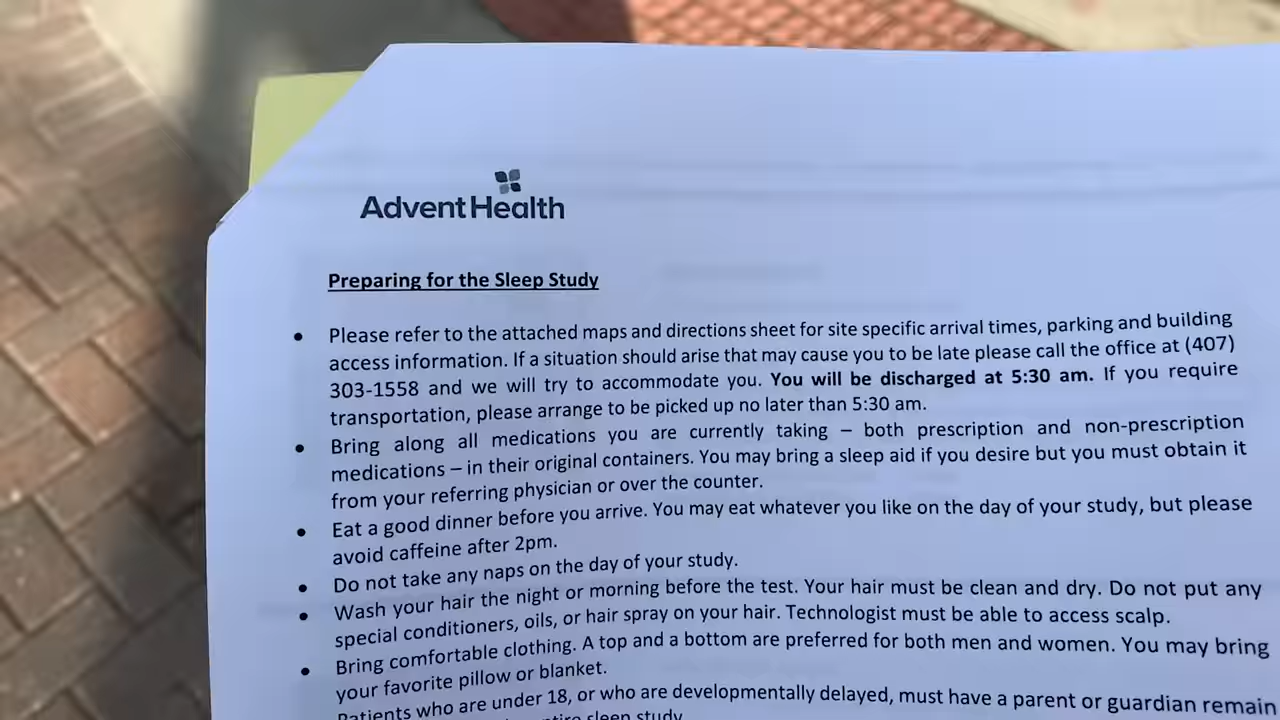 AdventHealth
Preparing for the Sleep Study
• Please refer to the attached maps and directions sheet for site specific arrival times, parking and building
access information. If a situation should arise that may cause you to be late please call the office at (407)
303-1558 and we will try to accommodate you. You will be discharged at 5:30 am. If you require
transportation, please arrange to be picked up no later than 5:30 am.
• Bring along all medications you are currently taking – both prescription and non-prescription
medications – in their original containers. You may bring a sleep aid if you desire but you must obtain it
from your referring physician or over the counter.
• Eat a good dinner before you arrive. You may eat whatever you like on the day of your study, but please
avoid caffeine after 2pm.
• Do not take any naps on the day of your study.
• Wash your hair the night or morning before the test. Your hair must be clean and dry. Do not put any
special conditioners, oils, or hair spray on your hair. Technologist must be able to access scalp.
• Bring comfortable clothing. A top and a bottom are preferred for both men and women. You may bring
your favorite pillow or blanket.
Patients who are under 18, or who are developmentally delayed, must have a parent or guardian remain
sleep study.